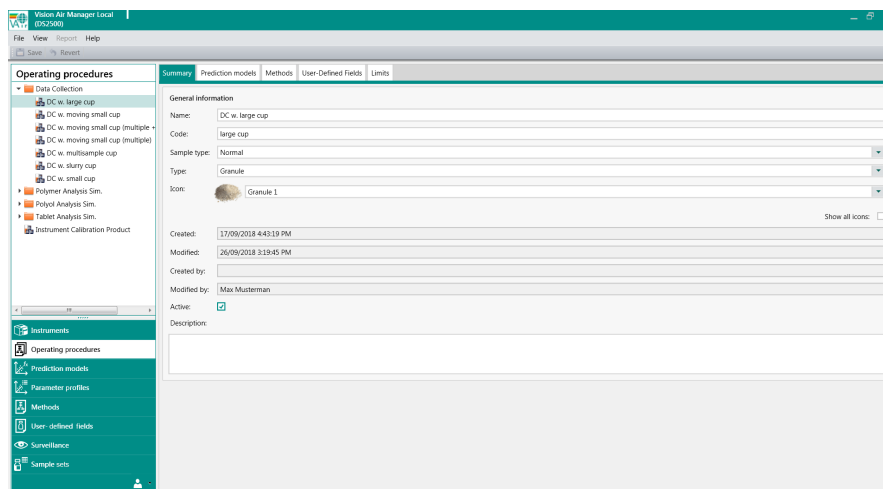 Vision Air Manager Local
(DS2500)
File View Report Help
Save Revert
Operating procedures
Data Collection
DC w. large cup
DC w. moving small cup
DC w. moving small cup (multiple +
DC w. moving small cup (multiple)
DC w. multisample cup
DC w. slurry cup
DC w. small cup
Polymer Analysis Sim.
Polyol Analysis Sim.
Tablet Analysis Sim.
Instrument Calibration Product
Instruments
Operating procedures
Prediction models
Parameter profiles
Methods
User- defined fields
Surveillance
Sample sets
Summary Prediction models Methods User-Defined Fields Limits
General information
Name: DC w. large cup
Code: large cup
Sample type: Normal
Type: Granule
Icon: Granule 1
Show all icons:
Created: 17/09/2018 4:43:19 PM
Modified: 26/09/2018 3:19:45 PM
Created by:
Modified by: Max Musterman
Active:
Description: